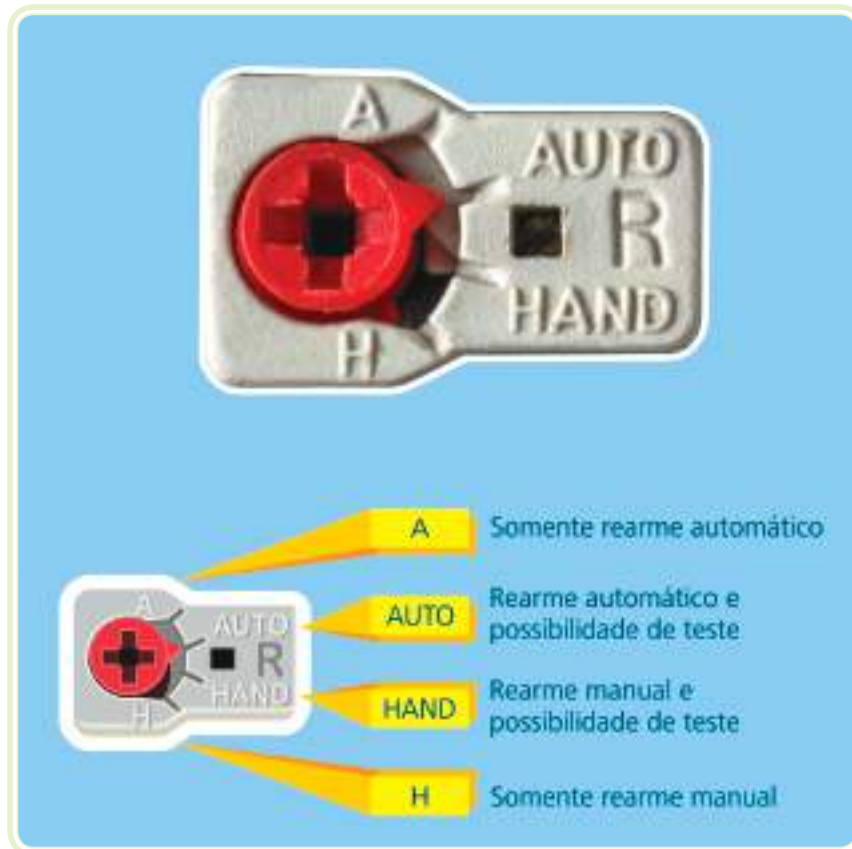 A
AUTO
R
HAND
H
A Somente rearme automático
AUTO Rearme automático e
possibilidade de teste
HAND Rearme manual e
possibilidade de teste
H Somente rearme manual
A
AUTO
R
HAND
H